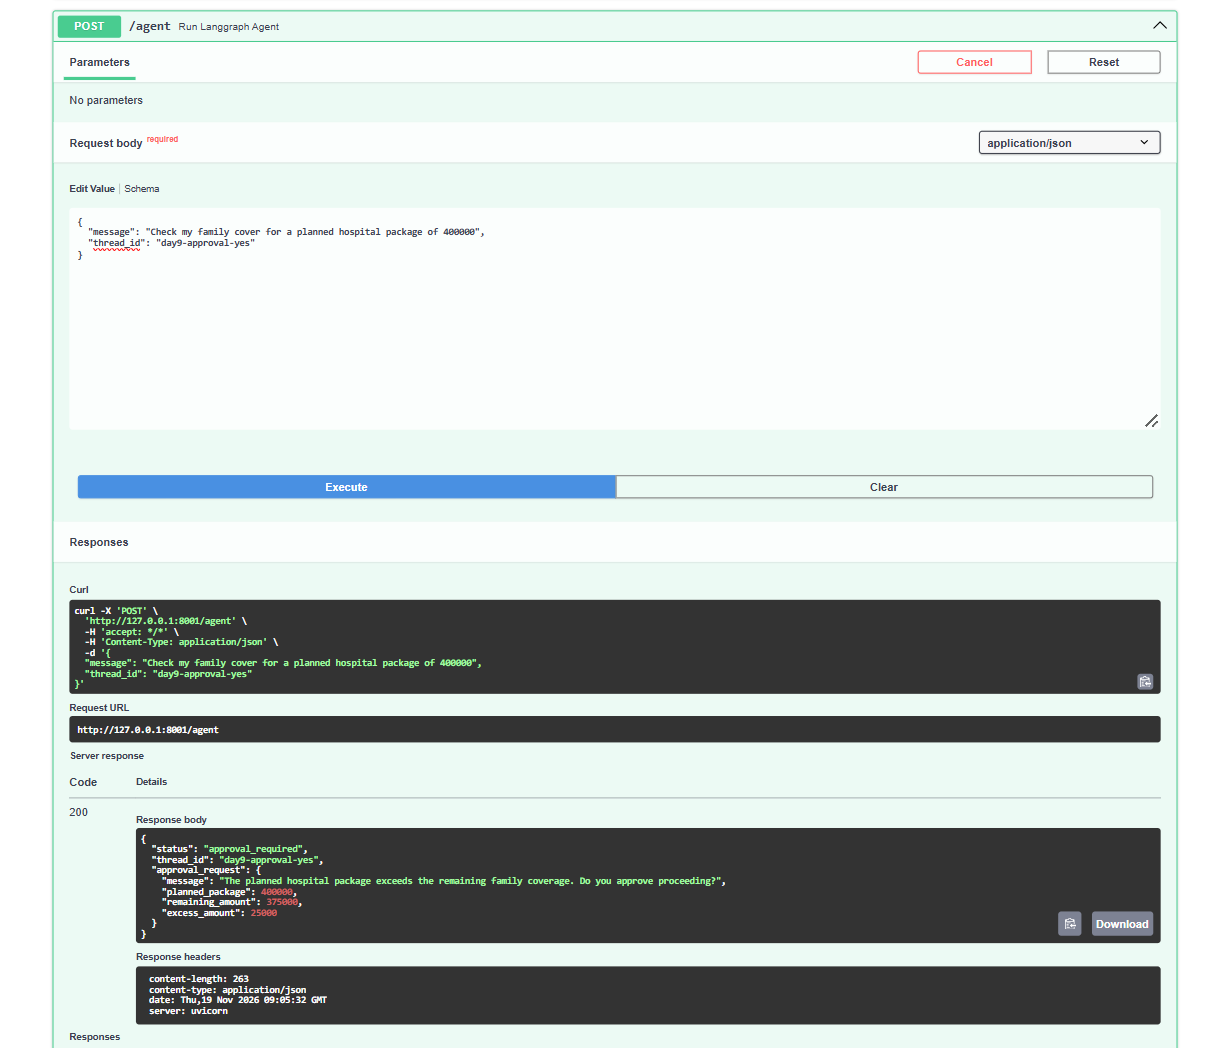 POST /agent Run Langgraph Agent
Parameters
Cancel
Reset
No parameters
Request body required
application/json
Edit Value | Schema
{
  "message": "Check my family cover for a planned hospital package of 400000",
  "thread_id": "day9-approval-yes"
}
Execute
Clear
Responses
Curl
curl -X 'POST' \
  'http://127.0.0.1:8001/agent' \
  -H 'accept: */*' \
  -H 'Content-Type: application/json' \
  -d '{
  "message": "Check my family cover for a planned hospital package of 400000",
  "thread_id": "day9-approval-yes"
}'
Request URL
http://127.0.0.1:8001/agent
Server response
Code
Details
200
Response body
{
  "status": "approval_required",
  "thread_id": "day9-approval-yes",
  "approval_request": {
    "message": "The planned hospital package exceeds the remaining family coverage. Do you approve proceeding?",
    "planned_package": 400000,
    "remaining_amount": 375000,
    "excess_amount": 25000
  }
}
Download
Response headers
content-length: 263
content-type: application/json
date: Thu,19 Nov 2026 09:05:32 GMT
server: uvicorn
Responses